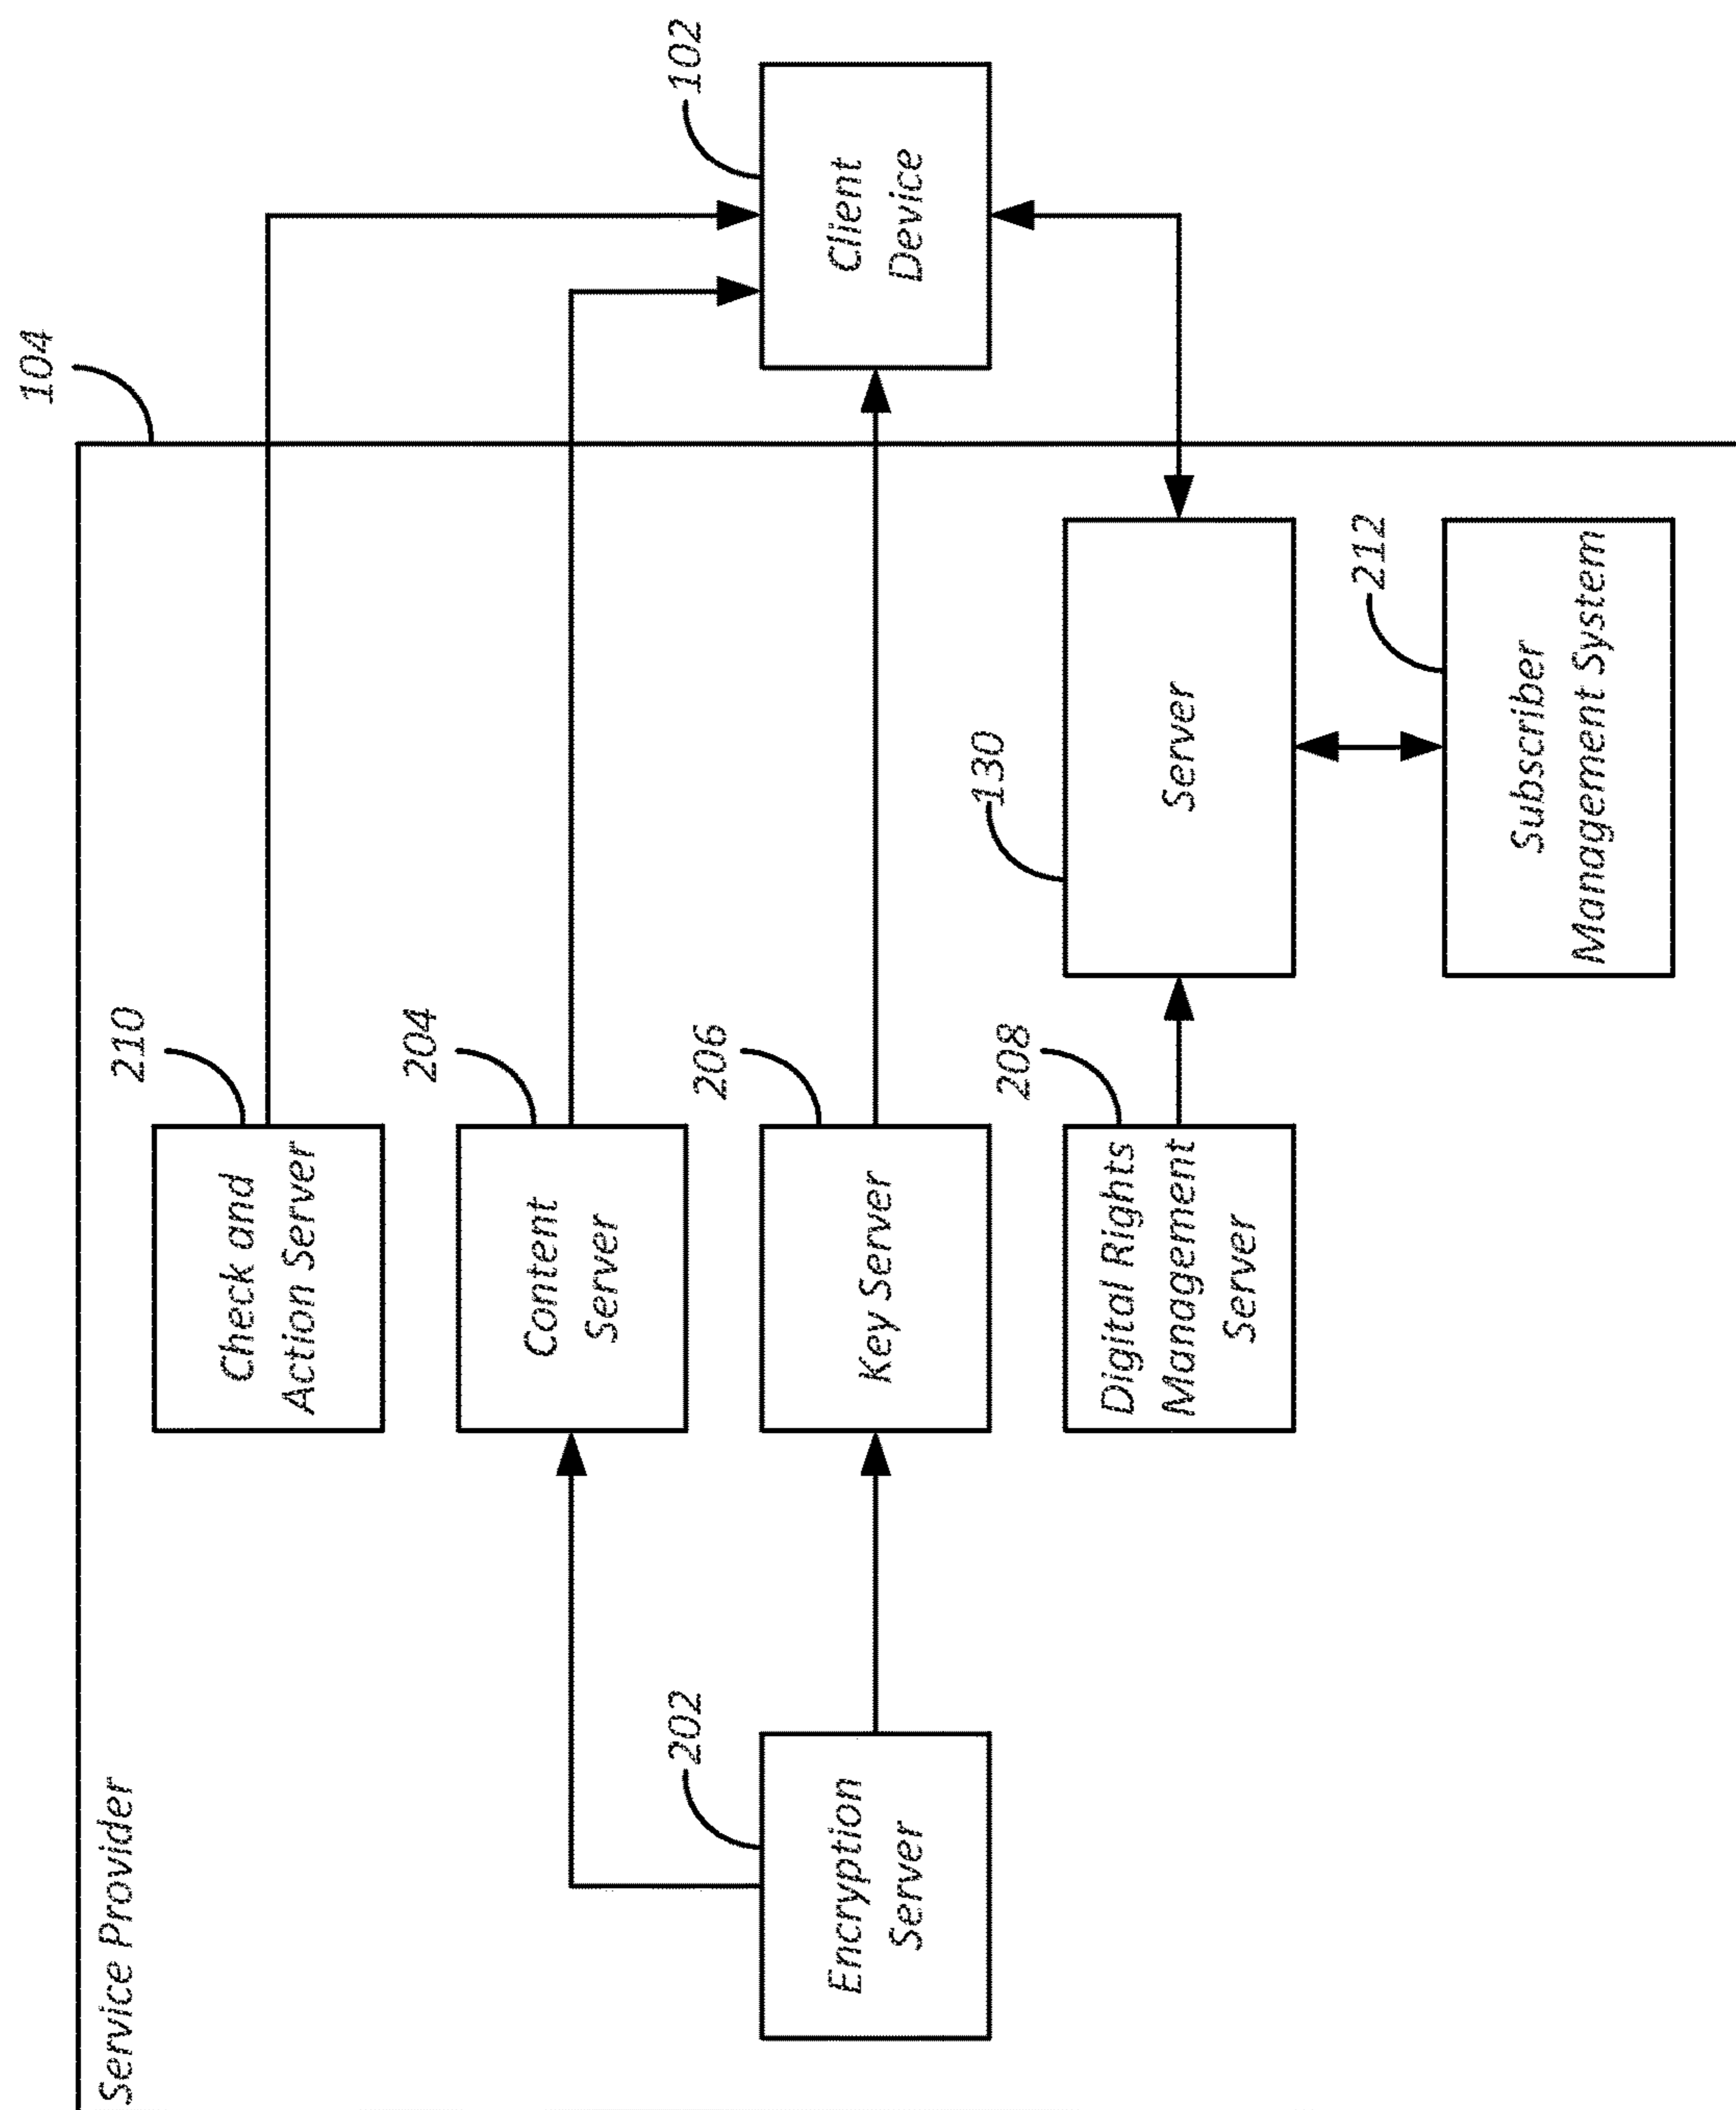 Service Provider
104
210
Check and
Action Server
204
Content
Server
102
Client
Device
202
Encryption
Server
206
Key Server
208
Digital Rights
Management
Server
130
Server
212
Subscriber
Management System